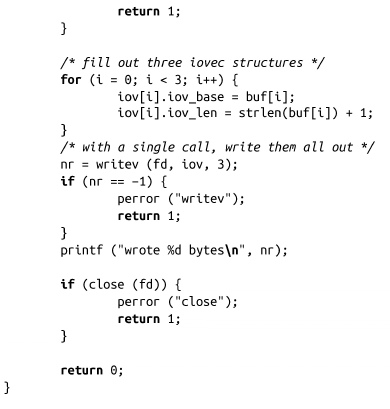 return 1;
        }

        /* fill out three iovec structures */
        for (i = 0; i < 3; i++) {
                iov[i].iov_base = buf[i];
                iov[i].iov_len = strlen(buf[i]) + 1;
        }
        /* with a single call, write them all out */
        nr = writev (fd, iov, 3);
        if (nr == -1) {
                perror ("writev");
                return 1;
        }
        printf ("wrote %d bytes\n", nr);

        if (close (fd)) {
                perror ("close");
                return 1;
        }

        return 0;
}